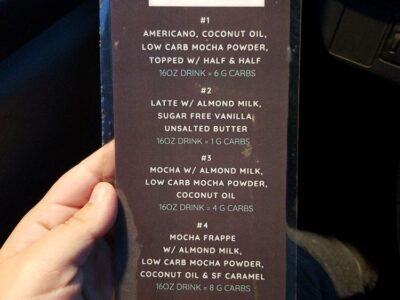 #1
AMERICANO, COCONUT OIL,
LOW CARB MOCHA POWDER,
TOPPED W/ HALF & HALF
16OZ DRINK = 6 G CARBS
#2
LATTE W/ ALMOND MILK,
SUGAR FREE VANILLA,
UNSALTED BUTTER
16OZ DRINK = 1 G CARBS
#3
MOCHA W/ ALMOND MILK,
LOW CARB MOCHA POWDER,
COCONUT OIL
16OZ DRINK = 4 G CARBS
#4
MOCHA FRAPPE
W/ ALMOND MILK,
LOW CARB MOCHA POWDER,
COCONUT OIL & SF CARAMEL
16OZ DRINK = 8 G CARBS